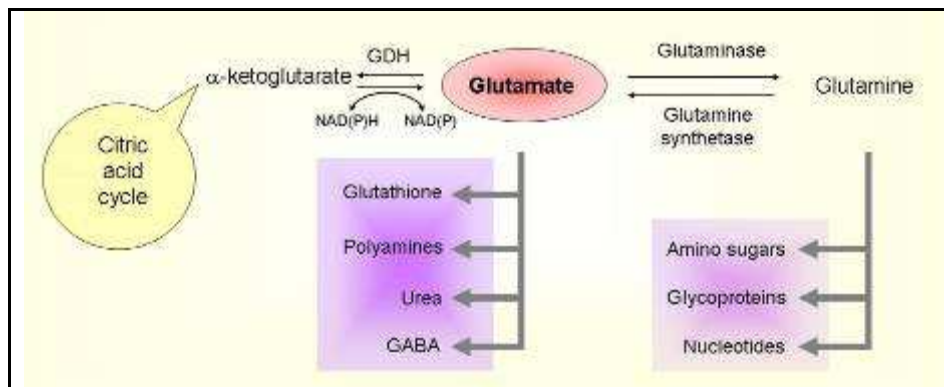 GDH
α-ketoglutarate
NAD(P)H NAD(P)
Citric
acid
cycle
Glutamate
Glutaminase
Glutamine
synthetase
Glutamine
Glutathione
Polyamines
Urea
GABA
Amino sugars
Glycoproteins
Nucleotides